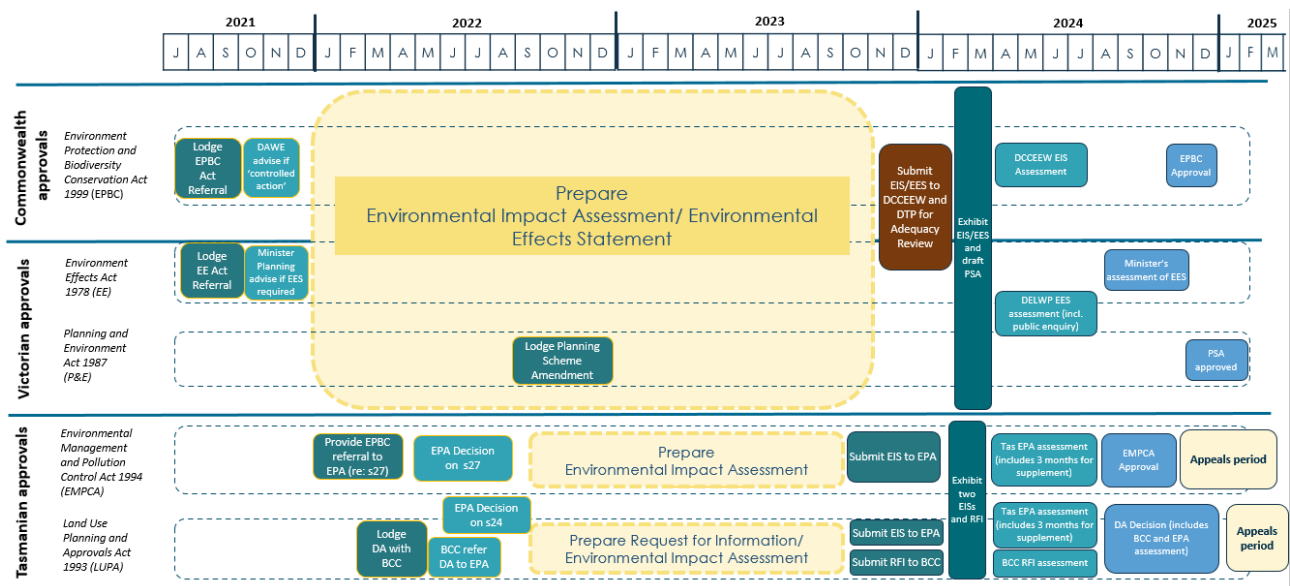 2021 2022 2023 2024 2025
J A S O N D J F M A M J J A S O N D J F M A M J J A S O N D J F M A M J J A S O N D J F M
Commonwealth
approvals
Environment
Protection and
Biodiversity
Conservation Act
1999 (EPBC)
Lodge
EPBC
Act
Referral
DAWE
advise if
‘controlled
action’
Prepare
Environmental Impact Assessment/ Environmental
Effects Statement
Submit
EIS/EES to
DCCEEW and
DTP for
Adequacy
Review
Exhibit
EIS/EES
and
draft
PSA
DCCEEW EIS
Assessment
EPBC
Approval
Victorian approvals
Environment
Effects Act
1978 (EE)
Lodge
EE Act
Referral
Minister
Planning
advise if EES
required
Minister's
assessment of EES
DELWP EES
assessment (incl.
public enquiry)
Planning and
Environment
Act 1987
(P&E)
Lodge Planning
Scheme
Amendment
PSA
approved
Tasmanian approvals
Environmental
Management
and Pollution
Control Act 1994
(EMPCA)
Provide EPBC
referral to
EPA (re: s27)
EPA Decision
on s27
Prepare
Environmental Impact Assessment
Submit EIS to EPA
Exhibit
two
EISs
and RFI
Tas EPA assessment
(includes 3 months for
supplement)
EMPCA
Approval
Appeals period
Land Use
Planning and
Approvals Act
1993 (LUPA)
Lodge
DA with
BCC
EPA Decision
on s24
BCC refer
DA to EPA
Prepare Request for Information/
Environmental Impact Assessment
Submit EIS to EPA
Submit RFI to BCC
Tas EPA assessment
(includes 3 months for
supplement)
BCC RFI assessment
DA Decision (includes
BCC and EPA
assessment)
Appeals
period